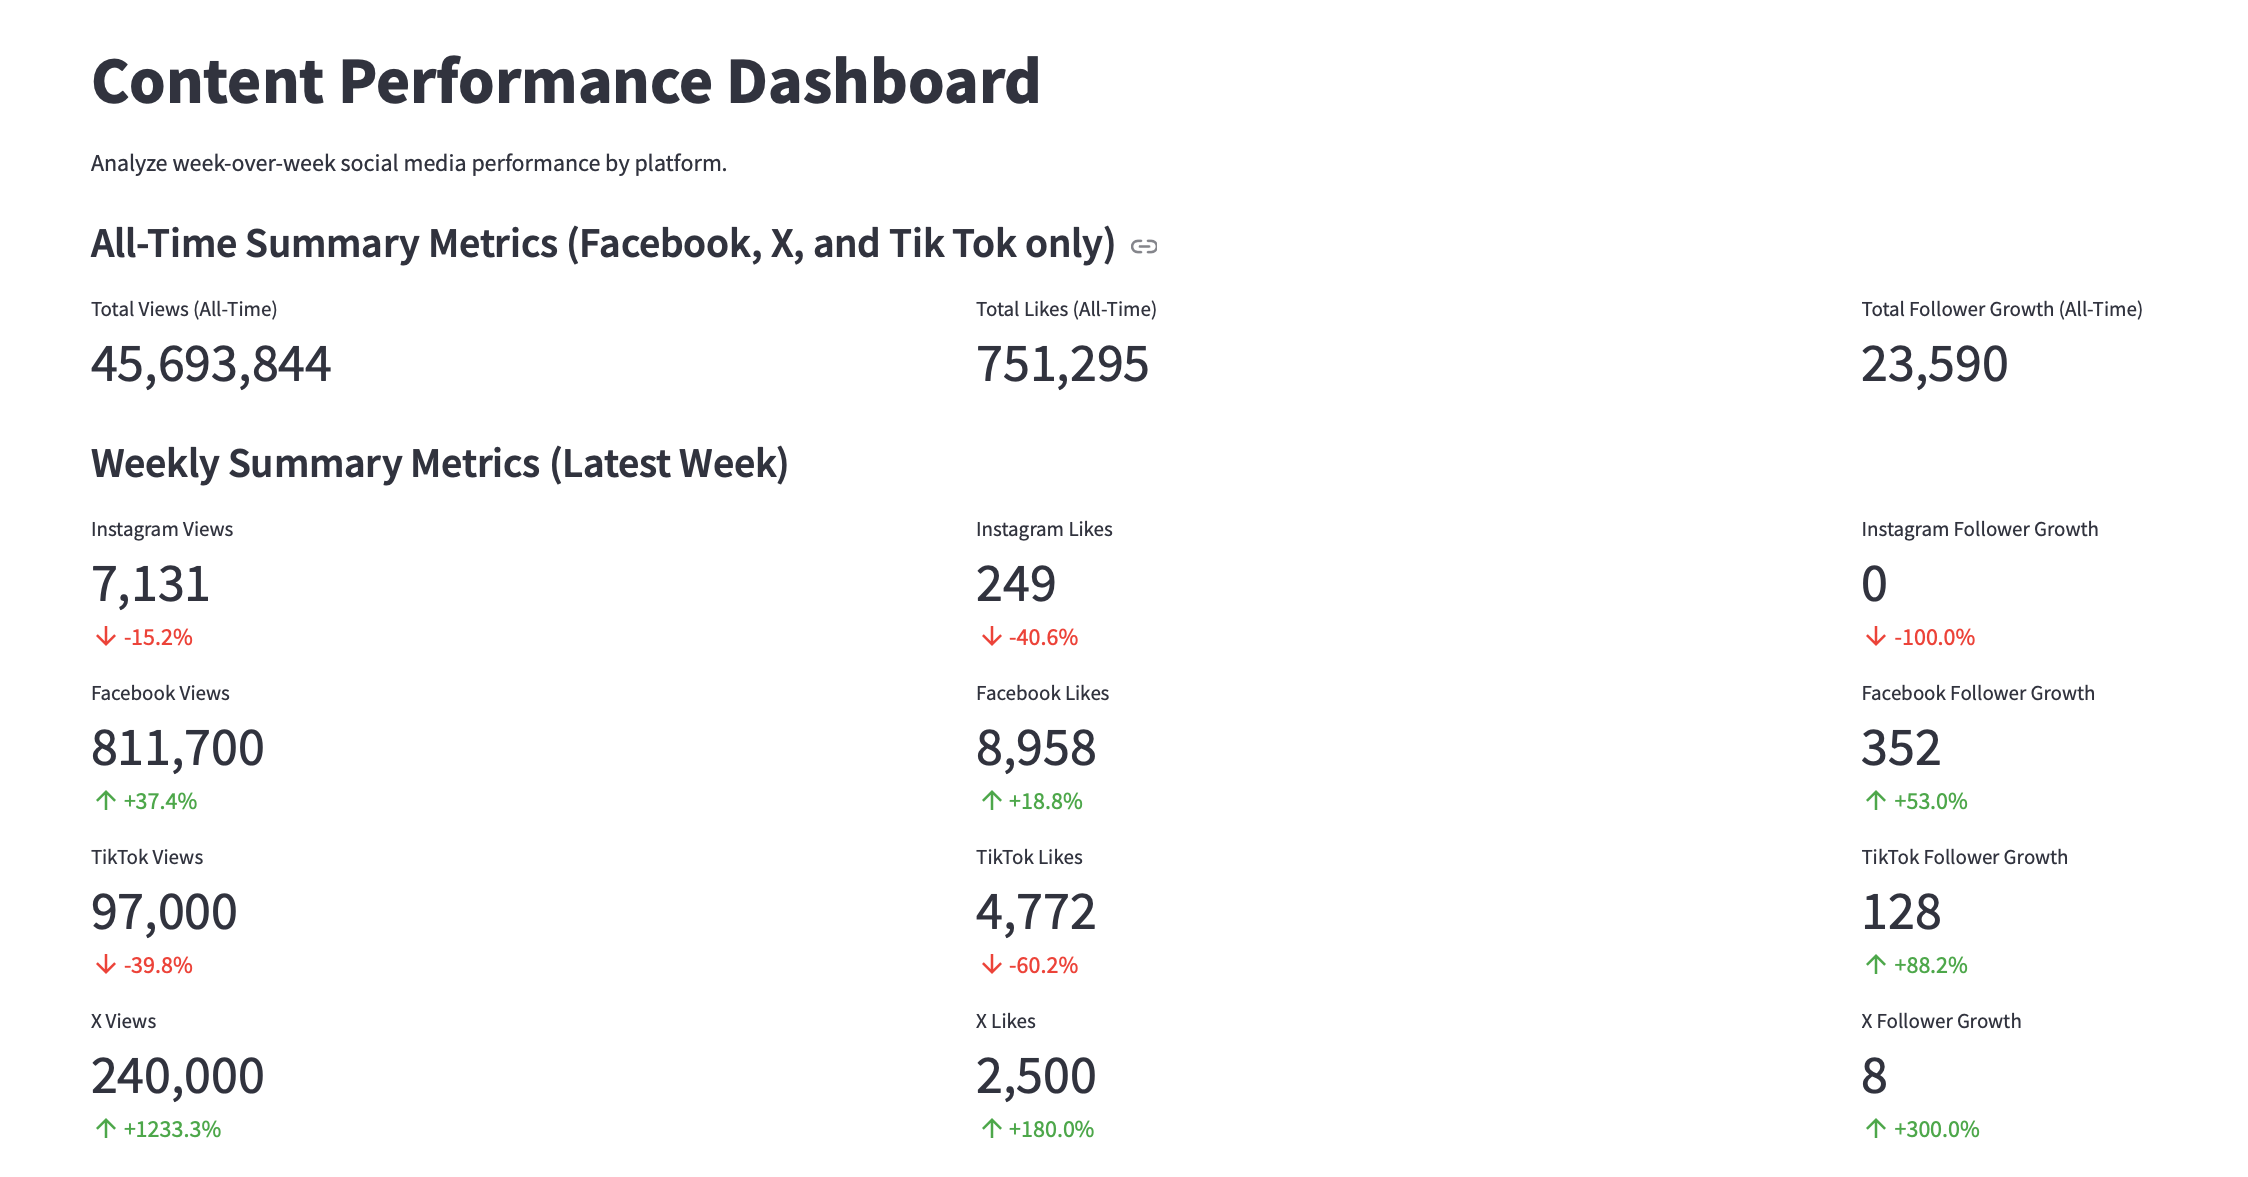 Content Performance Dashboard
Analyze week-over-week social media performance by platform.
All-Time Summary Metrics (Facebook, X, and Tik Tok only)
Total Views (All-Time)
45,693,844
Total Likes (All-Time)
751,295
Total Follower Growth (All-Time)
23,590
Weekly Summary Metrics (Latest Week)
Instagram Views
7,131
-15.2%
Instagram Likes
249
-40.6%
Instagram Follower Growth
0
-100.0%
Facebook Views
811,700
+37.4%
Facebook Likes
8,958
+18.8%
Facebook Follower Growth
352
+53.0%
TikTok Views
97,000
-39.8%
TikTok Likes
4,772
-60.2%
TikTok Follower Growth
128
+88.2%
X Views
240,000
+1233.3%
X Likes
2,500
+180.0%
X Follower Growth
8
+300.0%